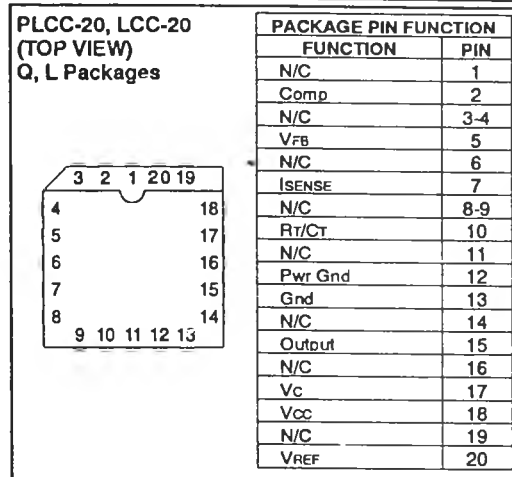 PLCC-20, LCC-20
(TOP VIEW)
Q, L Packages
3 2 1 20 19
4 18
5 17
6 16
7 15
8 14
9 10 11 12 13
PACKAGE PIN FUNCTION
FUNCTION PIN
N/C 1
Comp 2
N/C 3-4
VFB 5
N/C 6
ISENSE 7
N/C 8-9
RT/CT 10
N/C 11
Pwr Gnd 12
Gnd 13
N/C 14
Output 15
N/C 16
VC 17
VCC 18
N/C 19
VREF 20